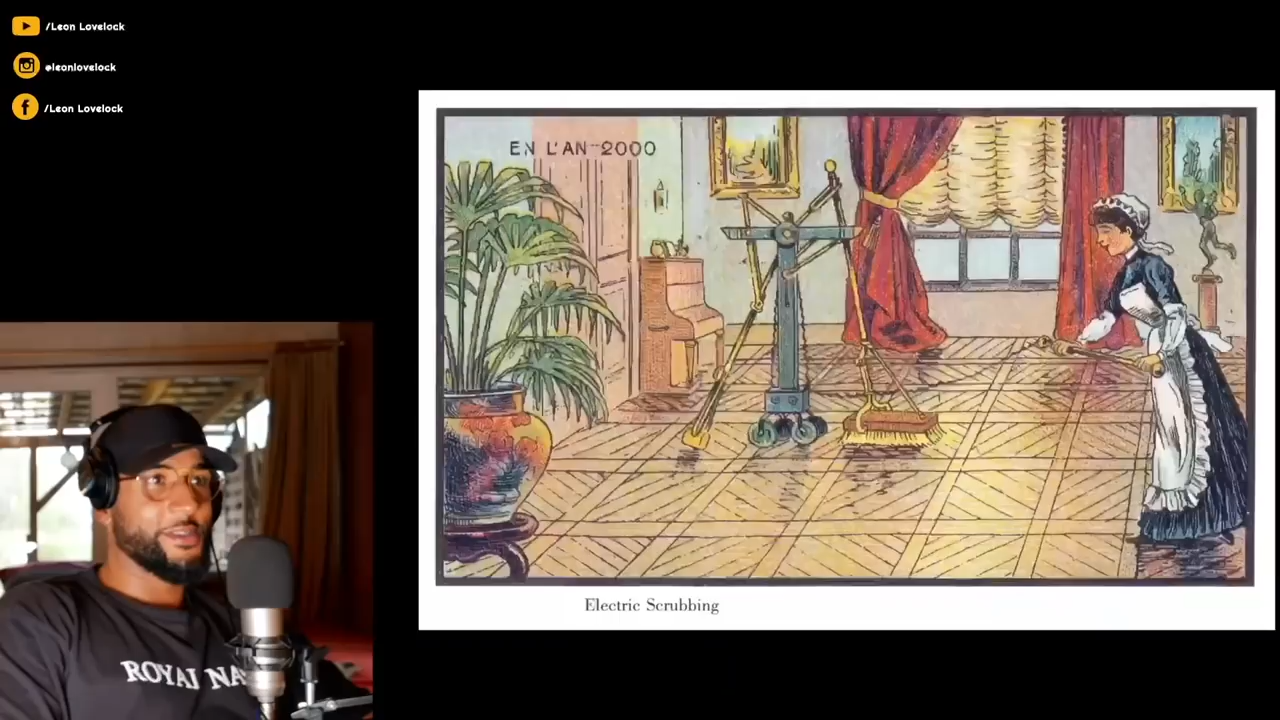 /Leon Lovelock
@leonlovelock
/Leon Lovelock
EN L'AN 2000
Electric Scrubbing
ROYAL NA